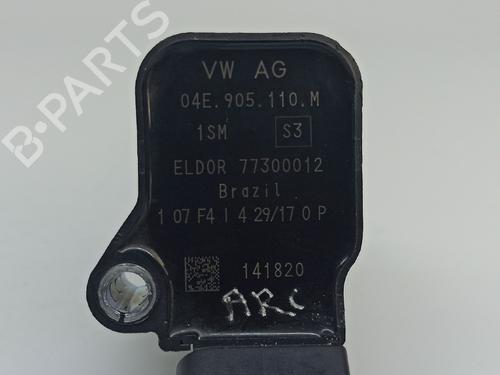 B-PARTS
VW AG
04E.905.110.M
1SM S3
ELDOR 77300012
Brazil
1 07 F4 I 4 29/17 0 P
141820
ARC